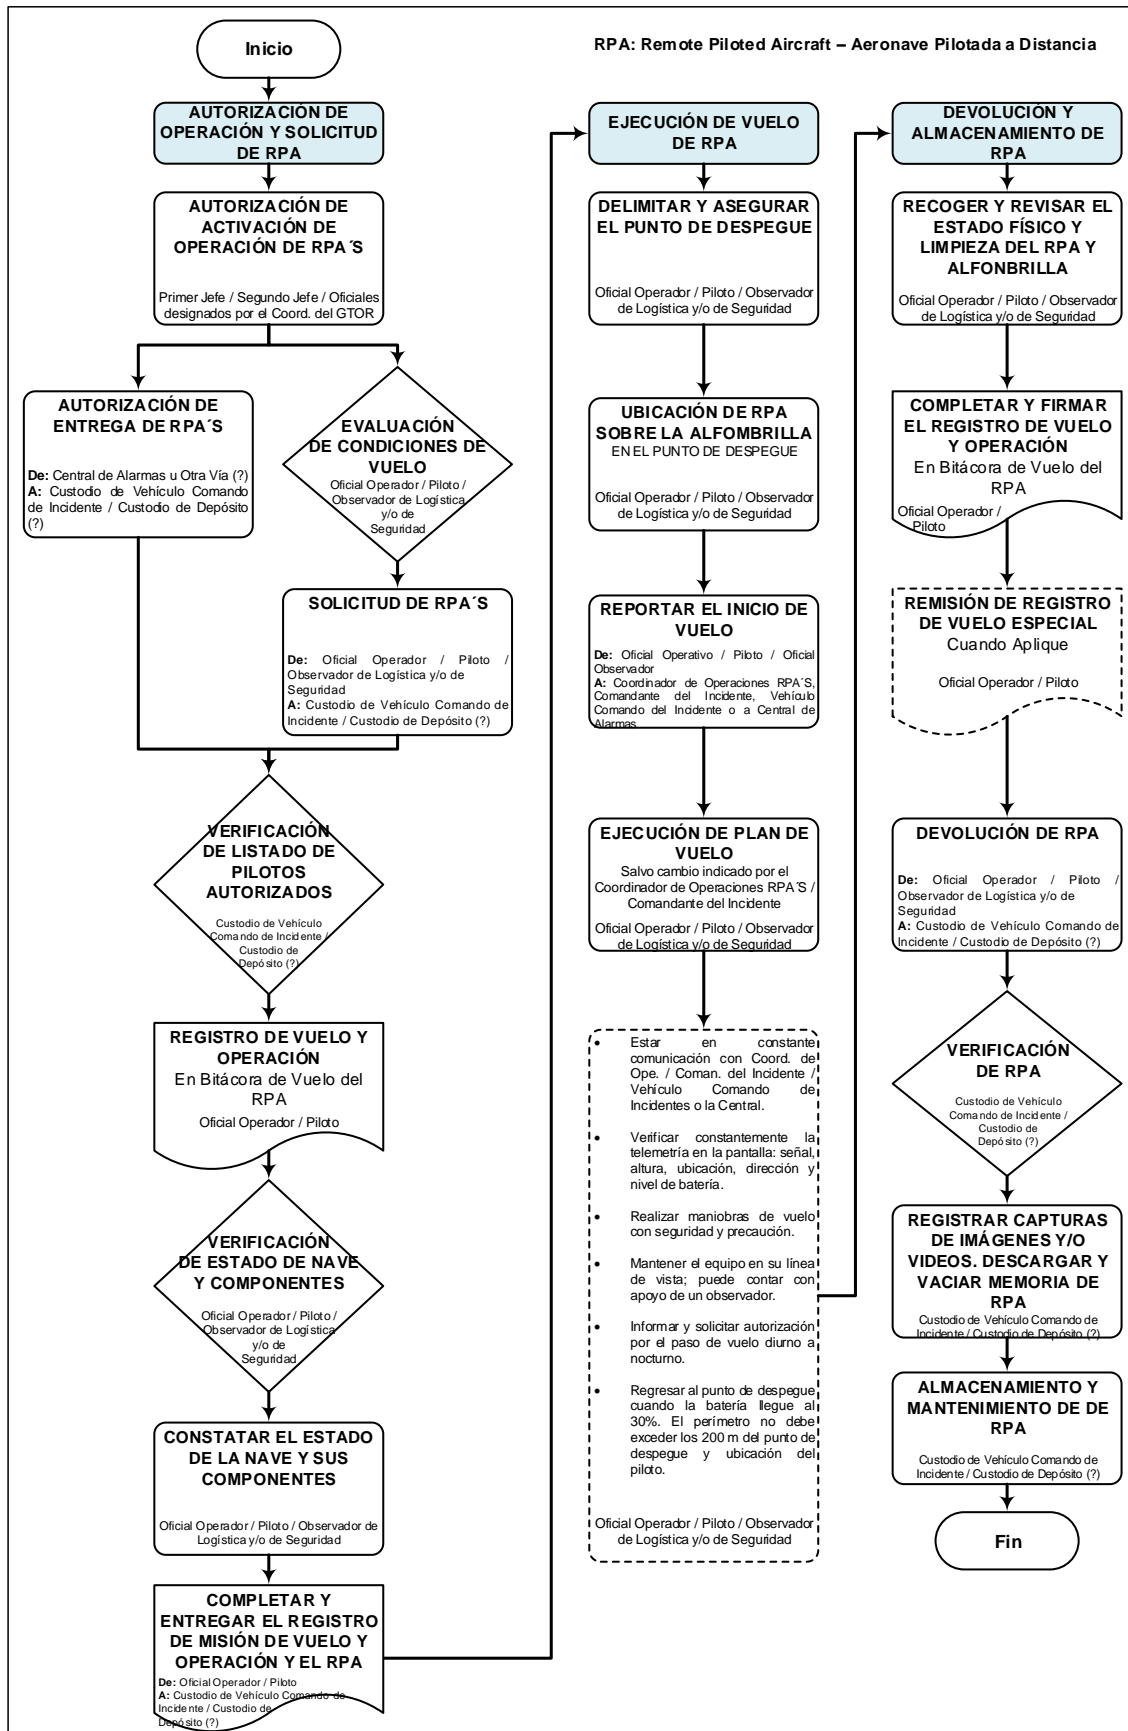 Inicio
RPA: Remote Piloted Aircraft – Aeronave Pilotada a Distancia
AUTORIZACIÓN DE
OPERACIÓN Y SOLICITUD
DE RPA
AUTORIZACIÓN DE
ACTIVACIÓN DE
OPERACIÓN DE RPA´S
Primer Jefe / Segundo Jefe / Oficiales
designados por el Coord. del GTOR
AUTORIZACIÓN DE
ENTREGA DE RPA´S
De: Central de Alarmas u Otra Vía (?)
A: Custodio de Vehículo Comando
de Incidente / Custodio de Depósito
(?)
EVALUACIÓN
DE CONDICIONES DE
VUELO
Oficial Operador / Piloto /
Observador de Logística
y/o de
Seguridad
SOLICITUD DE RPA´S
De: Oficial Operador / Piloto /
Observador de Logística y/o de
Seguridad
A: Custodio de Vehículo Comando de
Incidente / Custodio de Depósito (?)
VERIFICACIÓN
DE LISTADO DE
PILOTOS
AUTORIZADOS
Custodio de Vehículo
Comando de Incidente /
Custodio de
Depósito (?)
REGISTRO DE VUELO Y
OPERACIÓN
En Bitácora de Vuelo del
RPA
Oficial Operador / Piloto
VERIFICACIÓN
DE ESTADO DE NAVE
Y COMPONENTES
Oficial Operador / Piloto /
Observador de Logística
y/o de
Seguridad
CONSTATAR EL ESTADO
DE LA NAVE Y SUS
COMPONENTES
Oficial Operador / Piloto / Observador de
Logística y/o de Seguridad
COMPLETAR Y
ENTREGAR EL REGISTRO
DE MISIÓN DE VUELO Y
OPERACIÓN Y EL RPA
De: Oficial Operador / Piloto
A: Custodio de Vehículo Comando de
Incidente / Custodio de
Depósito (?)
EJECUCIÓN DE VUELO
DE RPA
DELIMITAR Y ASEGURAR
EL PUNTO DE DESPEGUE
Oficial Operador / Piloto / Observador
de Logística y/o de Seguridad
UBICACIÓN DE RPA
SOBRE LA ALFOMBRILLA
EN EL PUNTO DE DESPEGUE
Oficial Operador / Piloto / Observador
de Logística y/o de Seguridad
REPORTAR EL INICIO DE
VUELO
De: Oficial Operativo / Piloto / Oficial
Observador
A: Coordinador de Operaciones RPA´S,
Comandante del Incidente, Vehículo
Comando del Incidente o a Central de
Alarmas
EJECUCIÓN DE PLAN DE
VUELO
Salvo cambio indicado por el
Coordinador de Operaciones RPA´S /
Comandante del Incidente
Oficial Operador / Piloto / Observador
de Logística y/o de Seguridad
• Estar en constante
comunicación con Coord. de
Ope. / Coman. del Incidente /
Vehículo Comando de
Incidentes o la Central.
• Verificar constantemente la
telemetría en la pantalla: señal,
altura, ubicación, dirección y
nivel de batería.
• Realizar maniobras de vuelo
con seguridad y precaución.
• Mantener el equipo en su línea
de vista; puede contar con
apoyo de un observador.
• Informar y solicitar autorización
por el paso de vuelo diurno a
nocturno.
• Regresar al punto de despegue
cuando la batería llegue al
30%. El perímetro no debe
exceder los 200 m del punto de
despegue y ubicación del
piloto.
Oficial Operador / Piloto / Observador
de Logística y/o de Seguridad
DEVOLUCIÓN Y
ALMACENAMIENTO DE
RPA
RECOGER Y REVISAR EL
ESTADO FÍSICO Y
LIMPIEZA DEL RPA Y
ALFONBRILLA
Oficial Operador / Piloto / Observador
de Logística y/o de Seguridad
COMPLETAR Y FIRMAR
EL REGISTRO DE VUELO
Y OPERACIÓN
En Bitácora de Vuelo del
RPA
Oficial Operador /
Piloto
REMISIÓN DE REGISTRO
DE VUELO ESPECIAL
Cuando Aplique
Oficial Operador / Piloto
DEVOLUCIÓN DE RPA
De: Oficial Operador / Piloto /
Observador de Logística y/o de
Seguridad
A: Custodio de Vehículo Comando de
Incidente / Custodio de Depósito (?)
VERIFICACIÓN
DE RPA
Custodio de Vehículo
Comando de Incidente /
Custodio de
Depósito (?)
REGISTRAR CAPTURAS
DE IMÁGENES Y/O
VIDEOS. DESCARGAR Y
VACIAR MEMORIA DE
RPA
Custodio de Vehículo Comando de
Incidente / Custodio de Depósito (?)
ALMACENAMIENTO Y
MANTENIMIENTO DE DE
RPA
Custodio de Vehículo Comando de
Incidente / Custodio de Depósito (?)
Fin